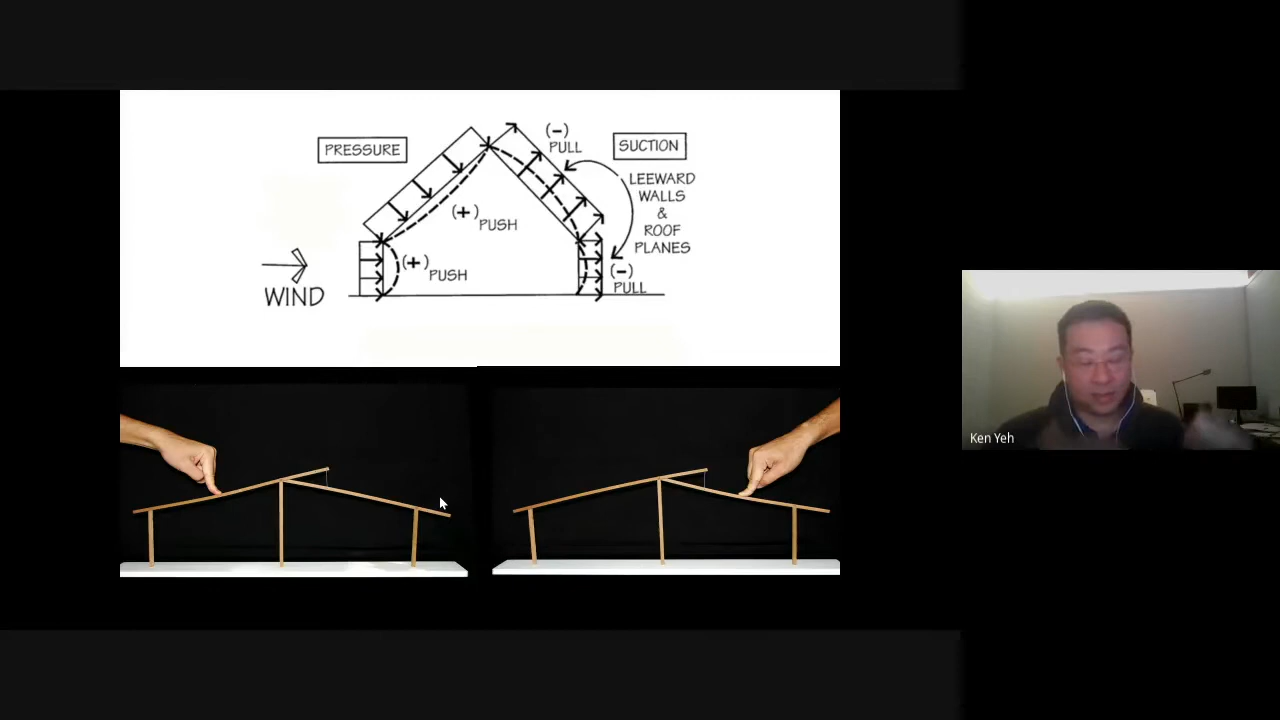 PRESSURE
(-)
PULL
SUCTION
LEEWARD
WALLS
&
ROOF
PLANES
(+)
PUSH
(+)
PUSH
(-)
PULL
WIND
Ken Yeh